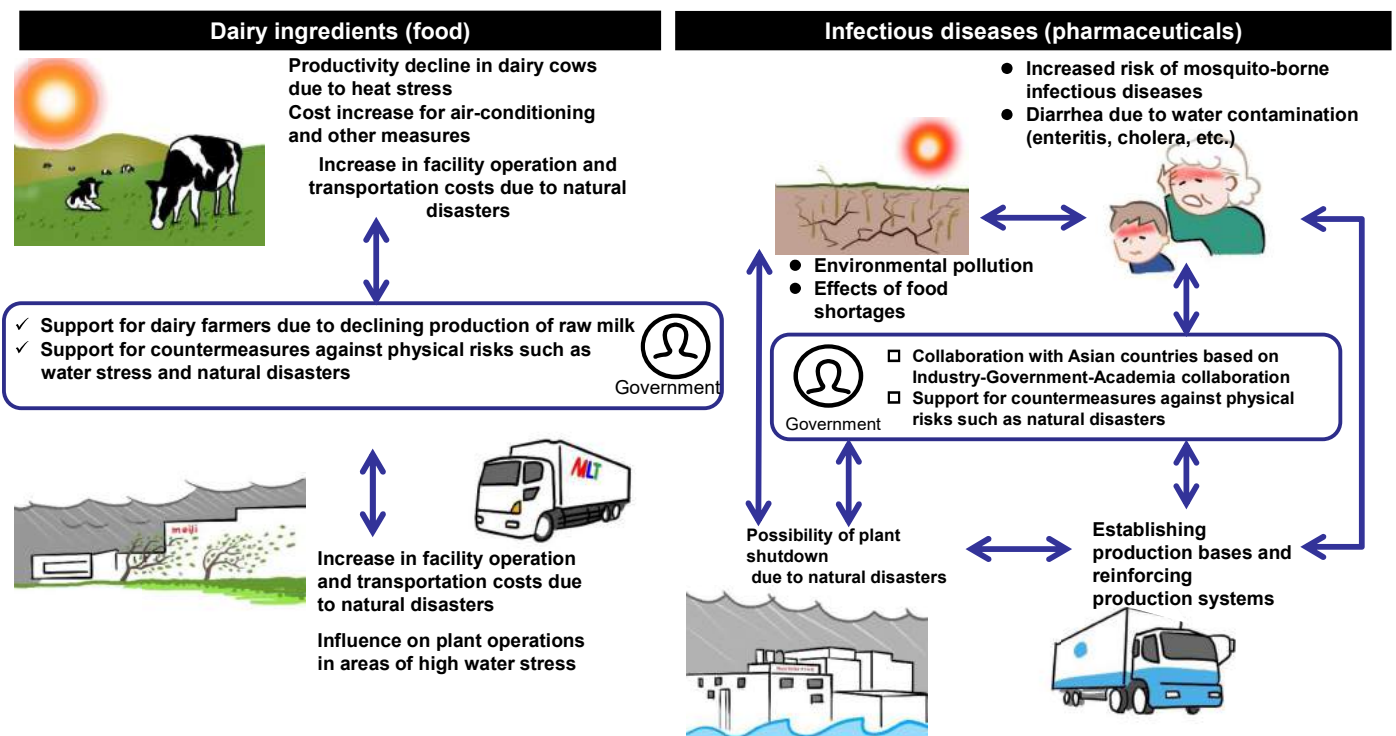 Dairy ingredients (food)
Productivity decline in dairy cows
due to heat stress
Cost increase for air-conditioning
and other measures
Increase in facility operation and
transportation costs due to natural
disasters
✓ Support for dairy farmers due to declining production of raw milk
✓ Support for countermeasures against physical risks such as
water stress and natural disasters
Government
MLT
meiji
Increase in facility operation
and transportation costs due
to natural disasters
Influence on plant operations
in areas of high water stress
Infectious diseases (pharmaceuticals)
● Increased risk of mosquito-borne
infectious diseases
● Diarrhea due to water contamination
(enteritis, cholera, etc.)
● Environmental pollution
● Effects of food
shortages
Government
□ Collaboration with Asian countries based on
Industry-Government-Academia collaboration
□ Support for countermeasures against physical
risks such as natural disasters
Possibility of plant
shutdown
due to natural disasters
Establishing
production bases and
reinforcing
production systems